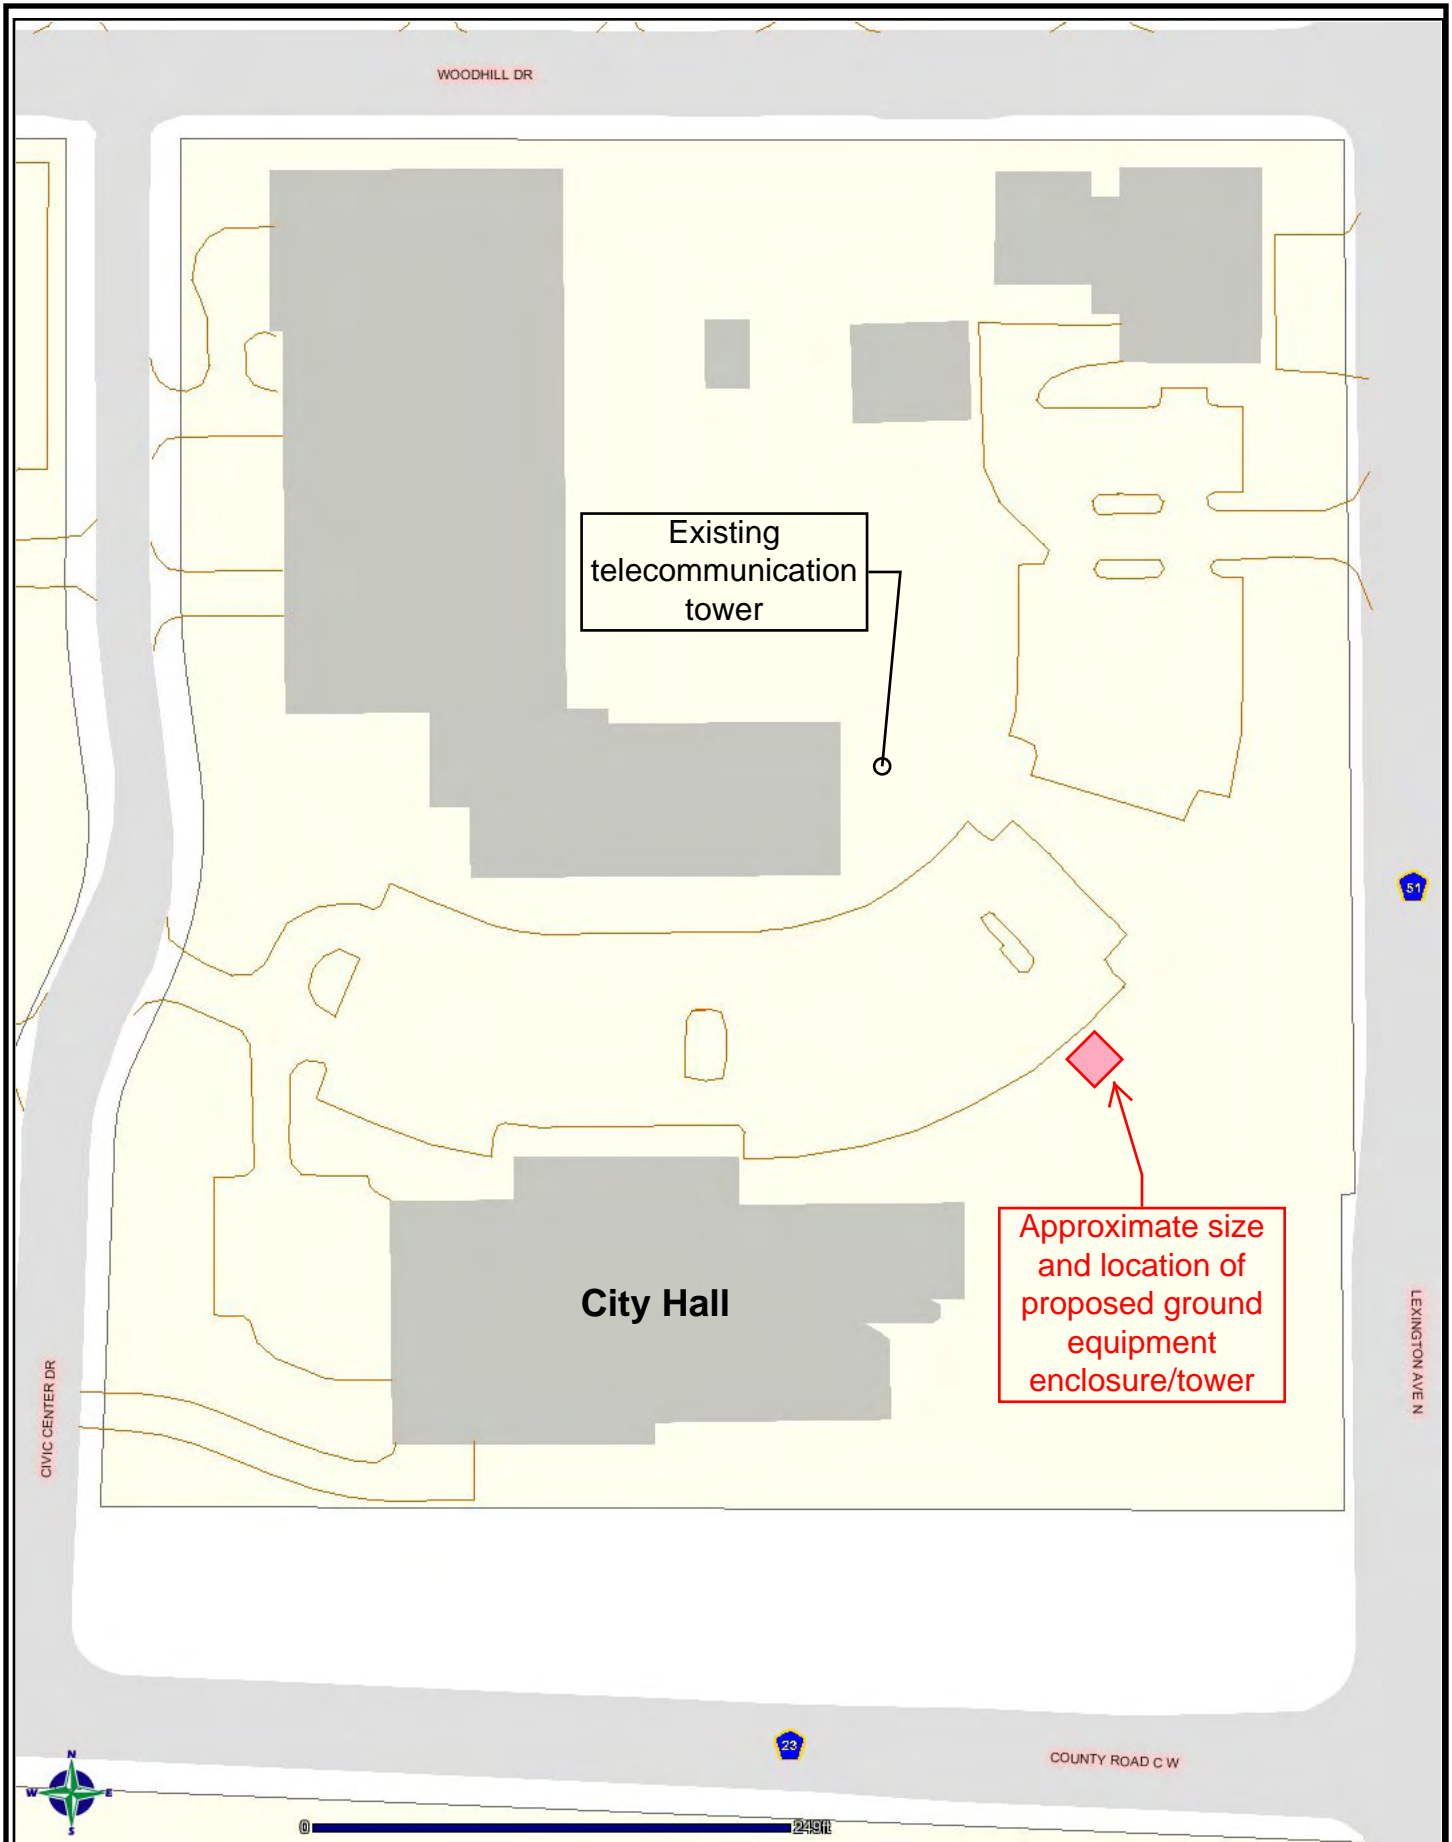 WOODHILL DR
Existing
telecommunication
tower
51
Approximate size
and location of
proposed ground
equipment
enclosure/tower
City Hall
LEXINGTON AVE N
CIVIC CENTER DR
23
COUNTY ROAD C W
N
W E
S
0 249ft